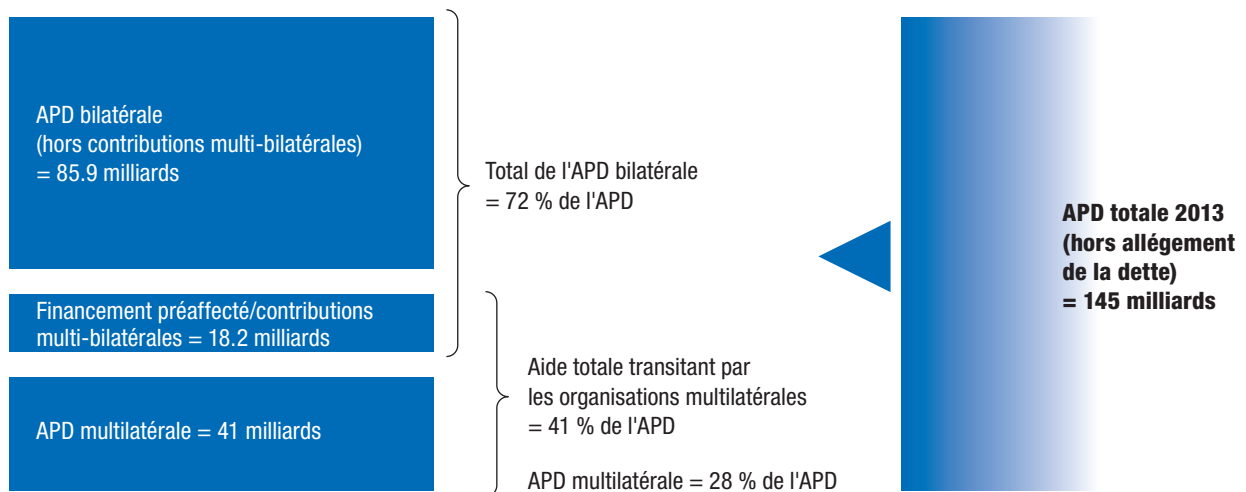 APD bilatérale
(hors contributions multi-bilatérales)
= 85.9 milliards
Total de l'APD bilatérale
= 72 % de l'APD
Financement préaffecté/contributions
multi-bilatérales = 18.2 milliards
Aide totale transitant par
les organisations multilatérales
= 41 % de l'APD
APD multilatérale = 41 milliards
APD multilatérale = 28 % de l'APD
APD totale 2013
(hors allégement
de la dette)
= 145 milliards